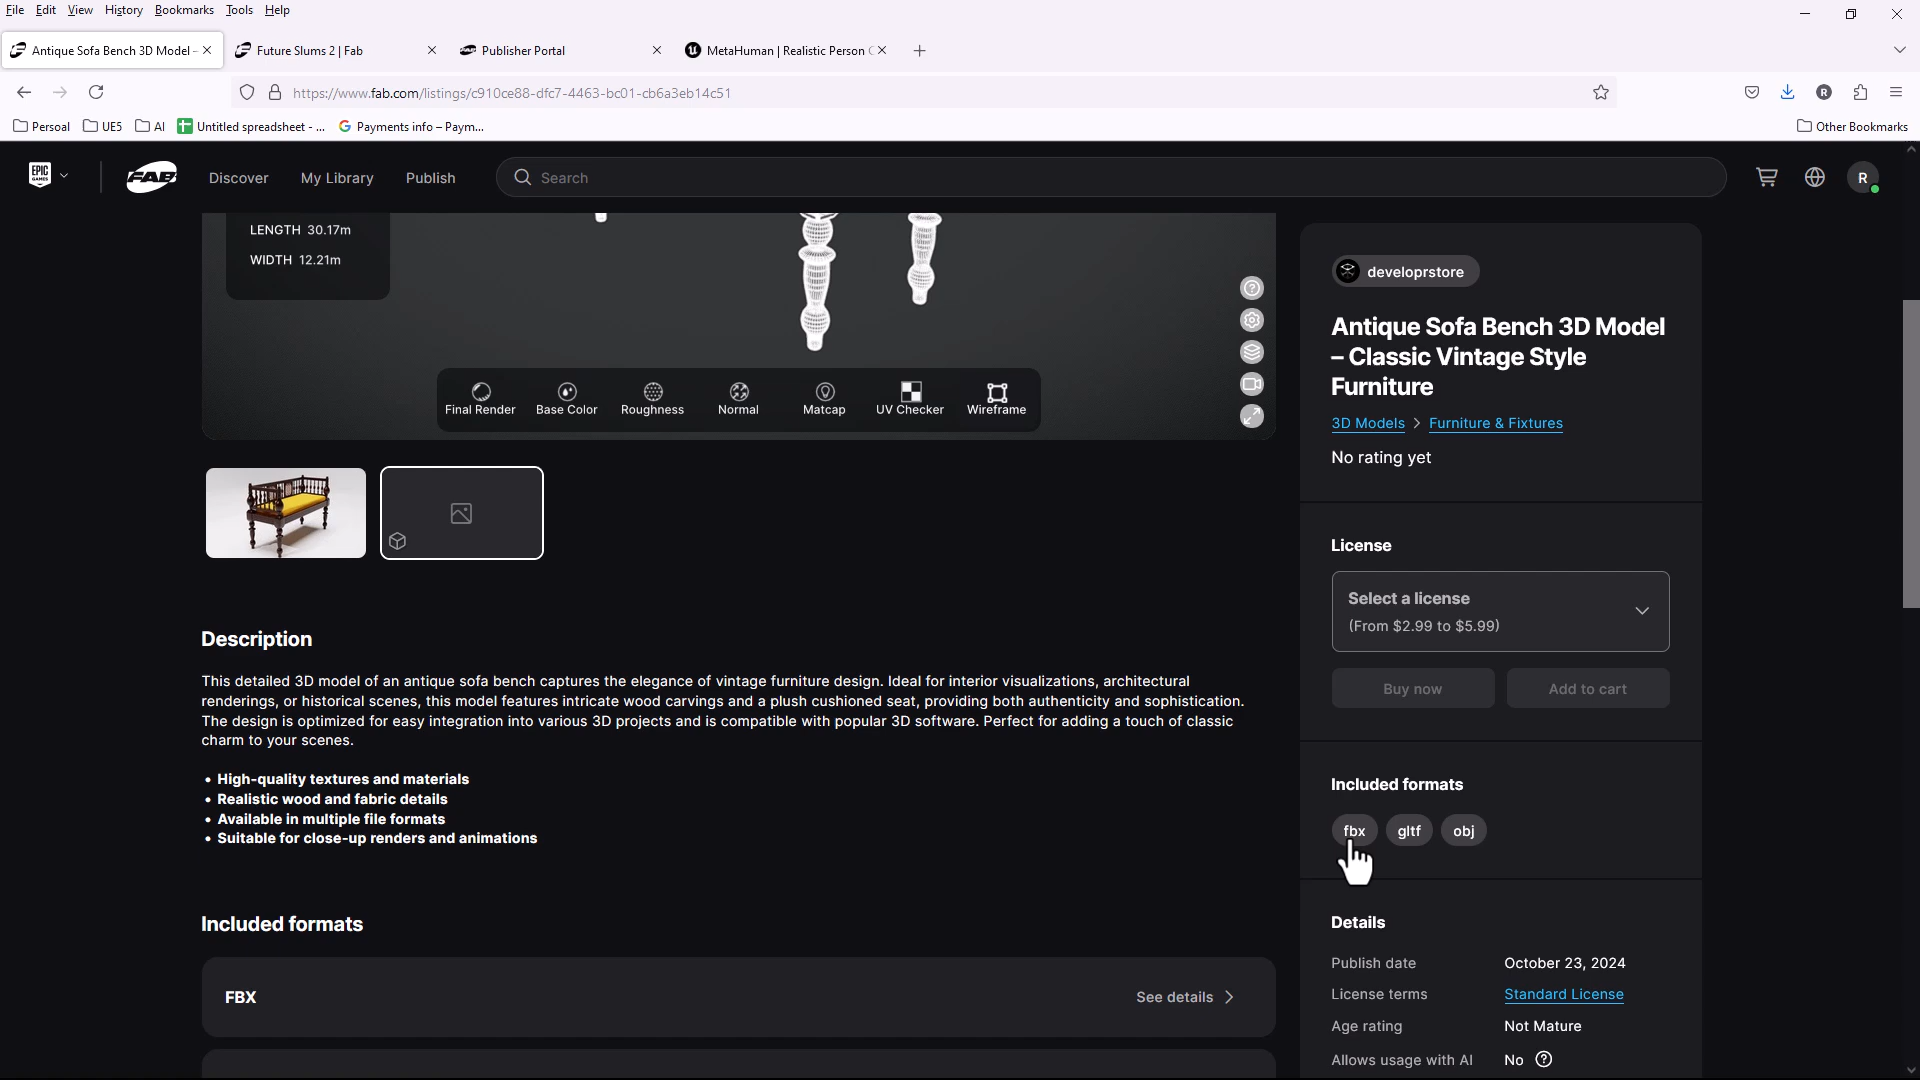 File Edit View History Bookmarks Tools Help
Antique Sofa Bench 3D Model -
Future Slums 2 | Fab
Publisher Portal
MetaHuman | Realistic Person C
https://www.fab.com/listings/c910ce88-dfc7-4463-bc01-cb6a3eb14c51
R
Persoal
UE5
AI
Untitled spreadsheet - ...
Payments info – Paym...
Other Bookmarks
EPIC GAMES
FAB
Discover
My Library
Publish
Search
R
LENGTH 30.17m
WIDTH 12.21m
Final Render
Base Color
Roughness
Normal
Matcap
UV Checker
Wireframe
Description
This detailed 3D model of an antique sofa bench captures the elegance of vintage furniture design. Ideal for interior visualizations, architectural
renderings, or historical scenes, this model features intricate wood carvings and a plush cushioned seat, providing both authenticity and sophistication.
The design is optimized for easy integration into various 3D projects and is compatible with popular 3D software. Perfect for adding a touch of classic
charm to your scenes.
• High-quality textures and materials
• Realistic wood and fabric details
• Available in multiple file formats
• Suitable for close-up renders and animations
Included formats
FBX
See details
developrstore
Antique Sofa Bench 3D Model
– Classic Vintage Style
Furniture
3D Models > Furniture & Fixtures
No rating yet
License
Select a license
(From $2.99 to $5.99)
Buy now
Add to cart
Included formats
fbx
gltf
obj
Details
Publish date October 23, 2024
License terms Standard License
Age rating Not Mature
Allows usage with AI No